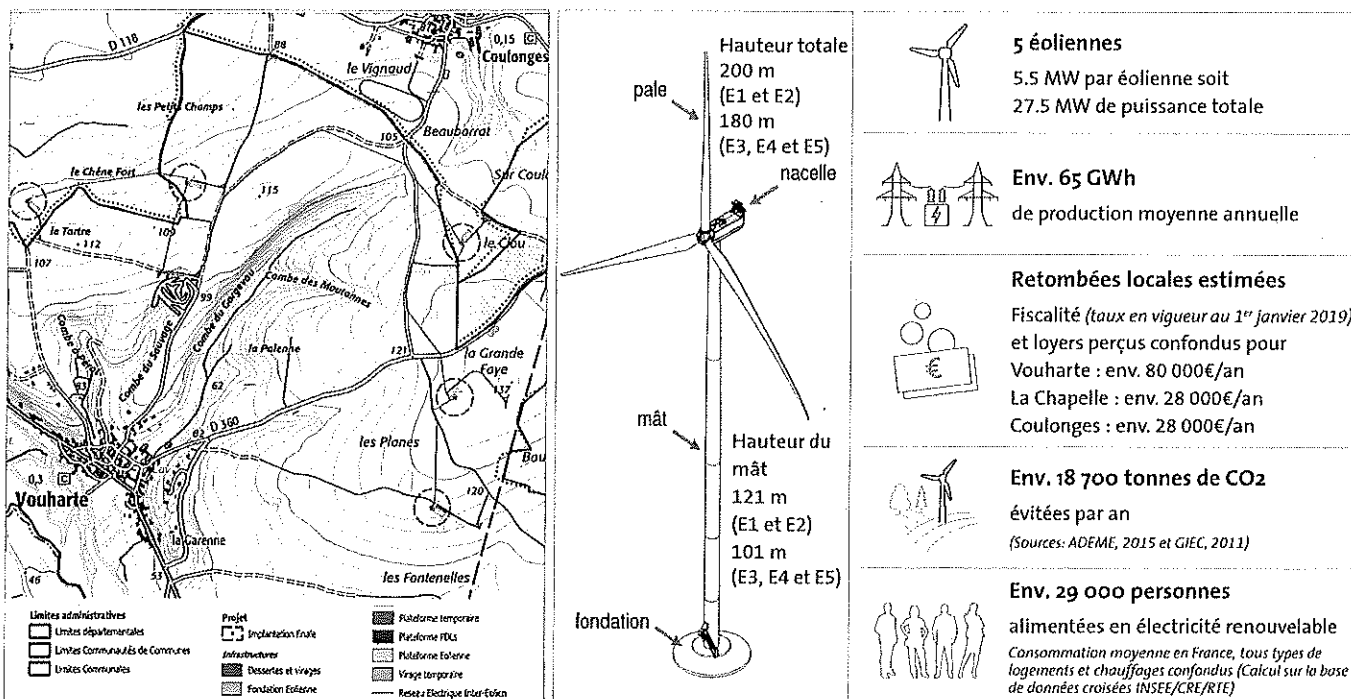 D 118
88
0,15 C
Coulonges
le Vignaud
les Petits Champs
105
Beaubarrat
le Chêne Fort
115
Sur Coul
le Tartre
112
109
le Clou
107
99
Combe des Mourannes
Combe du Gorgevau
Combe du Sauvage
la Palenne
121
la Grande
Faye
137
93
62
D 360
82
les Planes
0,3 C
Vouharte
Bou
120
la Garenne
46
53
les Fontenelles
Limites administratives
Limites départementales
Limites Communautés de Communes
Limites Communales
Projet
Implantation finale
Infrastructures
Dessertes et virages
Fondation Eolienne
Plateforme temporaire
Plateforme PDLs
Plateforme Eolienne
Virage temporaire
Reseau Electrique Inter-Eolien
Hauteur totale
200 m
(E1 et E2)
180 m
(E3, E4 et E5)
pale
nacelle
mât
Hauteur du
mât
121 m
(E1 et E2)
101 m
(E3, E4 et E5)
fondation
5 éoliennes
5.5 MW par éolienne soit
27.5 MW de puissance totale
Env. 65 GWh
de production moyenne annuelle
Retombées locales estimées
Fiscalité (taux en vigueur au 1er janvier 2019)
et loyers perçus confondus pour
Vouharte : env. 80 000€/an
La Chapelle : env. 28 000€/an
Coulonges : env. 28 000€/an
Env. 18 700 tonnes de CO2
évitées par an
(Sources: ADEME, 2015 et GIEC, 2011)
Env. 29 000 personnes
alimentées en électricité renouvelable
Consommation moyenne en France, tous types de
logements et chauffages confondus (Calcul sur la base
de données croisées INSEE/CRE/RTE)